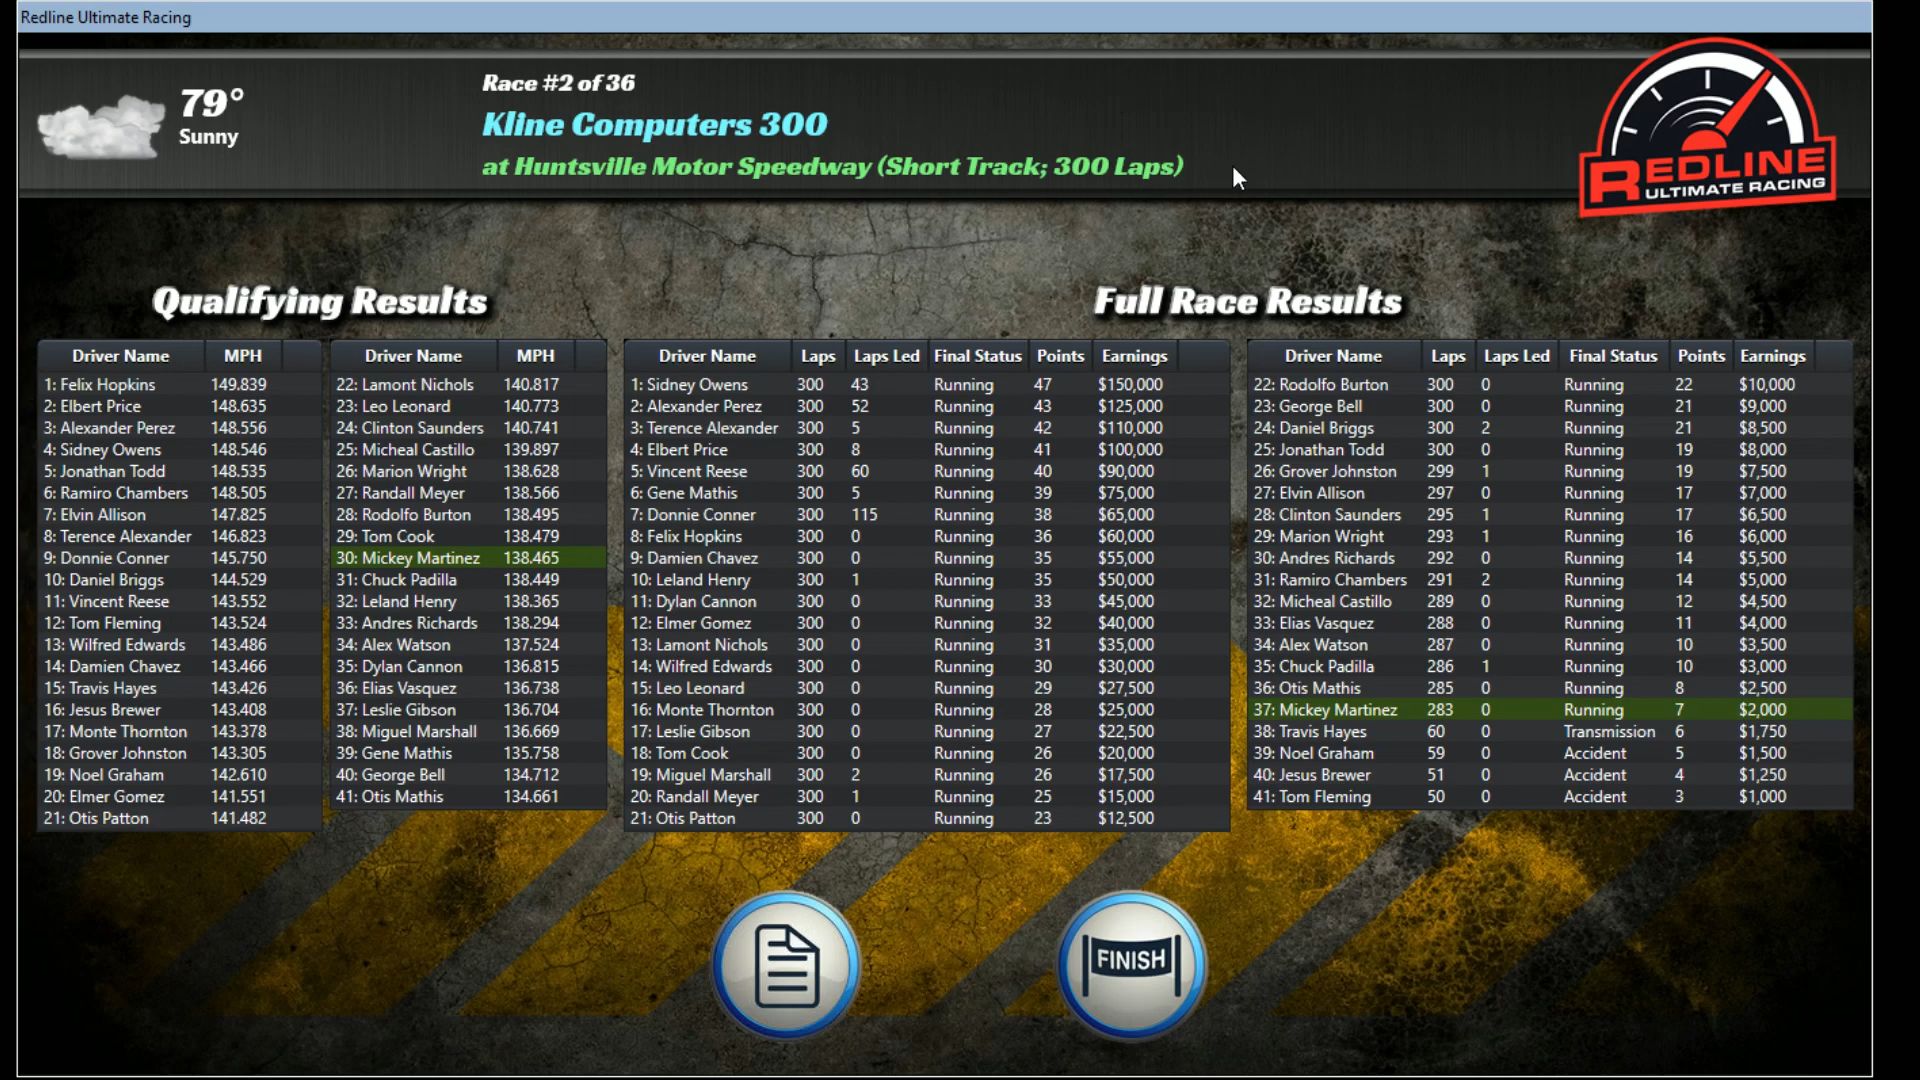 Redline Ultimate Racing
79°
Sunny
Race #2 of 36
Kline Computers 300
at Huntsville Motor Speedway (Short Track; 300 Laps)
REDLINE
ULTIMATE RACING
Qualifying Results
Driver Name MPH
1: Felix Hopkins 149.839
2: Elbert Price 148.635
3: Alexander Perez 148.556
4: Sidney Owens 148.546
5: Jonathan Todd 148.535
6: Ramiro Chambers 148.505
7: Elvin Allison 147.825
8: Terence Alexander 146.823
9: Donnie Conner 145.750
10: Daniel Briggs 144.529
11: Vincent Reese 143.552
12: Tom Fleming 143.524
13: Wilfred Edwards 143.486
14: Damien Chavez 143.466
15: Travis Hayes 143.426
16: Jesus Brewer 143.408
17: Monte Thornton 143.378
18: Grover Johnston 143.305
19: Noel Graham 142.610
20: Elmer Gomez 141.551
21: Otis Patton 141.482
Driver Name MPH
22: Lamont Nichols 140.817
23: Leo Leonard 140.773
24: Clinton Saunders 140.741
25: Micheal Castillo 139.897
26: Marion Wright 138.628
27: Randall Meyer 138.566
28: Rodolfo Burton 138.495
29: Tom Cook 138.479
30: Mickey Martinez 138.465
31: Chuck Padilla 138.449
32: Leland Henry 138.365
33: Andres Richards 138.294
34: Alex Watson 137.524
35: Dylan Cannon 136.815
36: Elias Vasquez 136.738
37: Leslie Gibson 136.704
38: Miguel Marshall 136.669
39: Gene Mathis 135.758
40: George Bell 134.712
41: Otis Mathis 134.661
Full Race Results
Driver Name Laps Laps Led Final Status Points Earnings
1: Sidney Owens 300 43 Running 47 $150,000
2: Alexander Perez 300 52 Running 43 $125,000
3: Terence Alexander 300 5 Running 42 $110,000
4: Elbert Price 300 8 Running 41 $100,000
5: Vincent Reese 300 60 Running 40 $90,000
6: Gene Mathis 300 5 Running 39 $75,000
7: Donnie Conner 300 115 Running 38 $65,000
8: Felix Hopkins 300 0 Running 36 $60,000
9: Damien Chavez 300 0 Running 35 $55,000
10: Leland Henry 300 1 Running 35 $50,000
11: Dylan Cannon 300 0 Running 33 $45,000
12: Elmer Gomez 300 0 Running 32 $40,000
13: Lamont Nichols 300 0 Running 31 $35,000
14: Wilfred Edwards 300 0 Running 30 $30,000
15: Leo Leonard 300 0 Running 29 $27,500
16: Monte Thornton 300 0 Running 28 $25,000
17: Leslie Gibson 300 0 Running 27 $22,500
18: Tom Cook 300 0 Running 26 $20,000
19: Miguel Marshall 300 2 Running 26 $17,500
20: Randall Meyer 300 1 Running 25 $15,000
21: Otis Patton 300 0 Running 23 $12,500
Driver Name Laps Laps Led Final Status Points Earnings
22: Rodolfo Burton 300 0 Running 22 $10,000
23: George Bell 300 0 Running 21 $9,000
24: Daniel Briggs 300 2 Running 21 $8,500
25: Jonathan Todd 300 0 Running 19 $8,000
26: Grover Johnston 299 1 Running 19 $7,500
27: Elvin Allison 297 0 Running 17 $7,000
28: Clinton Saunders 295 1 Running 17 $6,500
29: Marion Wright 293 1 Running 16 $6,000
30: Andres Richards 292 0 Running 14 $5,500
31: Ramiro Chambers 291 2 Running 14 $5,000
32: Micheal Castillo 289 0 Running 12 $4,500
33: Elias Vasquez 288 0 Running 11 $4,000
34: Alex Watson 287 0 Running 10 $3,500
35: Chuck Padilla 286 1 Running 10 $3,000
36: Otis Mathis 285 0 Running 8 $2,500
37: Mickey Martinez 283 0 Running 7 $2,000
38: Travis Hayes 60 0 Transmission 6 $1,750
39: Noel Graham 59 0 Accident 5 $1,500
40: Jesus Brewer 51 0 Accident 4 $1,250
41: Tom Fleming 50 0 Accident 3 $1,000
FINISH